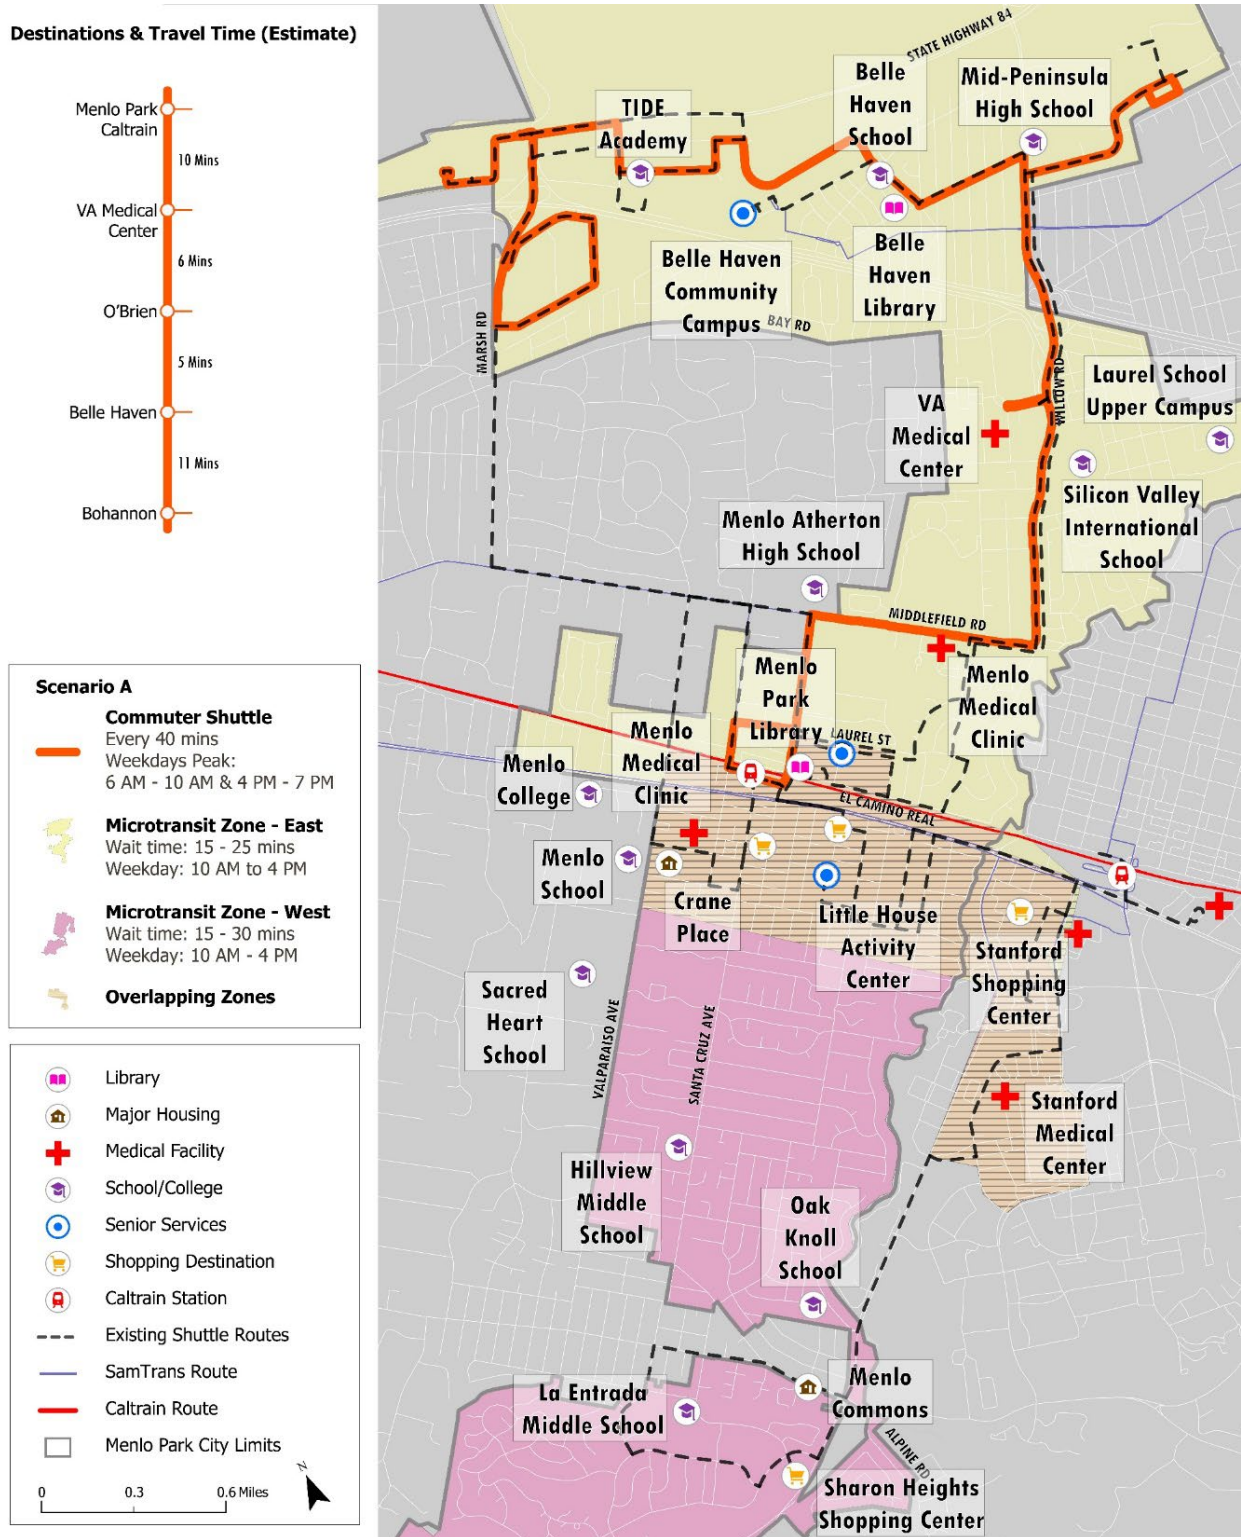 Destinations & Travel Time (Estimate)
Menlo Park
Caltrain
10 Mins
VA Medical
Center
6 Mins
O'Brien
5 Mins
Belle Haven
11 Mins
Bohannon
Scenario A
Commuter Shuttle
Every 40 mins
Weekdays Peak:
6 AM - 10 AM & 4 PM - 7 PM
Microtransit Zone - East
Wait time: 15 - 25 mins
Weekday: 10 AM to 4 PM
Microtransit Zone - West
Wait time: 15 - 30 mins
Weekday: 10 AM - 4 PM
Overlapping Zones
Library
Major Housing
Medical Facility
School/College
Senior Services
Shopping Destination
Caltrain Station
Existing Shuttle Routes
SamTrans Route
Caltrain Route
Menlo Park City Limits
0
0.3
0.6 Miles
N
STATE HIGHWAY 84
TIDE
Academy
Belle
Haven
School
Mid-Peninsula
High School
Belle Haven
Community
Campus
Belle
Haven
Library
BAY RD
MARSH RD
WILLOW RD
VA
Medical
Center
Laurel School
Upper Campus
Silicon Valley
International
School
Menlo Atherton
High School
MIDDLEFIELD RD
Menlo
Park
Library
Menlo
Medical
Clinic
LAUREL ST
Menlo
Medical
Clinic
Menlo
College
EL CAMINO REAL
Menlo
School
Crane
Place
Little House
Activity
Center
Stanford
Shopping
Center
Sacred
Heart
School
VALPARAISO AVE
SANTA CRUZ AVE
Stanford
Medical
Center
Hillview
Middle
School
Oak
Knoll
School
La Entrada
Middle School
Menlo
Commons
ALPINE RD
Sharon Heights
Shopping Center